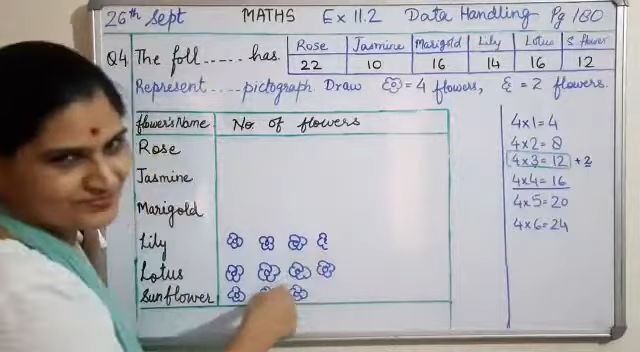 26th Sept MATHS Ex 11.2 Data Handling Pg 180
Q4 The foll ..... has
Rose Jasmine Marigold Lily Lotus S. flower
22 10 16 14 16 12
Represent .... pictograph. Draw = 4 flowers, = 2 flowers.
flower's Name No. of flowers
Rose
Jasmine
Marigold
Lily
Lotus
Sunflower
4x1=4
4x2=8
4x3=12 +2
4x4=16
4x5=20
4x6=24